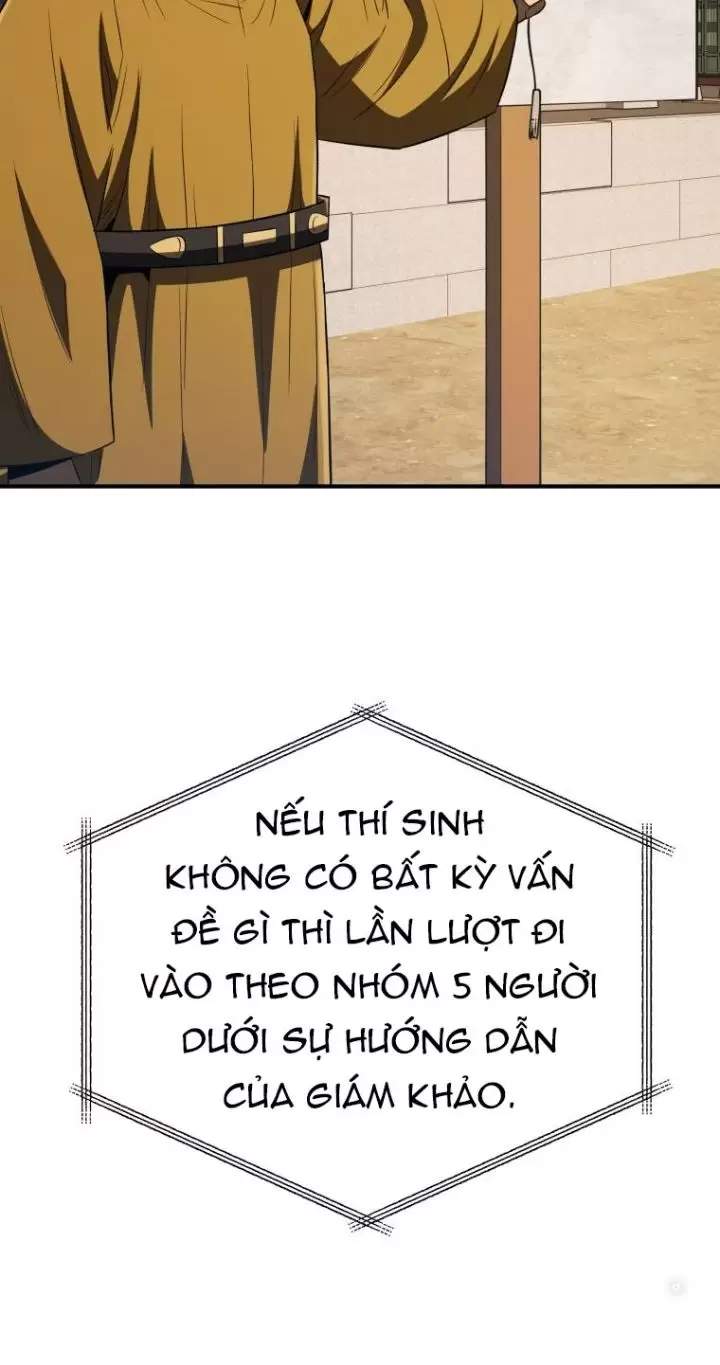 NẾU THÍ SINH
KHÔNG CÓ BẤT KỲ VẤN
ĐỀ GÌ THÌ LẦN LƯỢT ĐI
VÀO THEO NHÓM 5 NGƯỜI
DƯỚI SỰ HƯỚNG DẪN
CỦA GIÁM KHẢO.